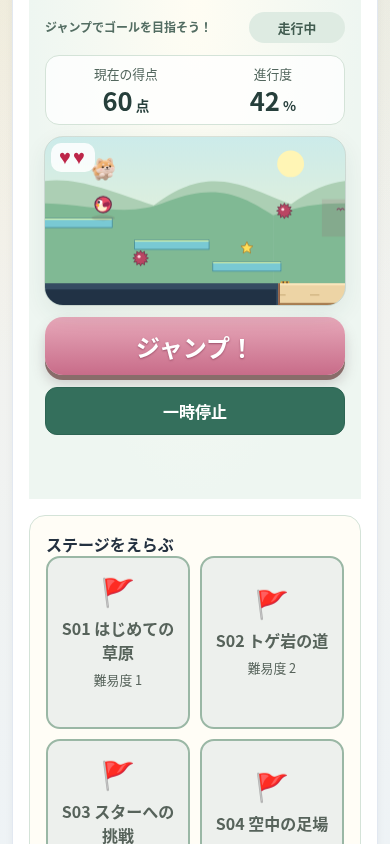 ジャンプでゴールを目指そう！
走行中
現在の得点
進行度
60 点
42 %
ジャンプ！
一時停止
ステージをえらぶ
S01 はじめての
草原
難易度 1
S02 トゲ岩の道
難易度 2
S03 スターへの
挑戦
S04 空中の足場